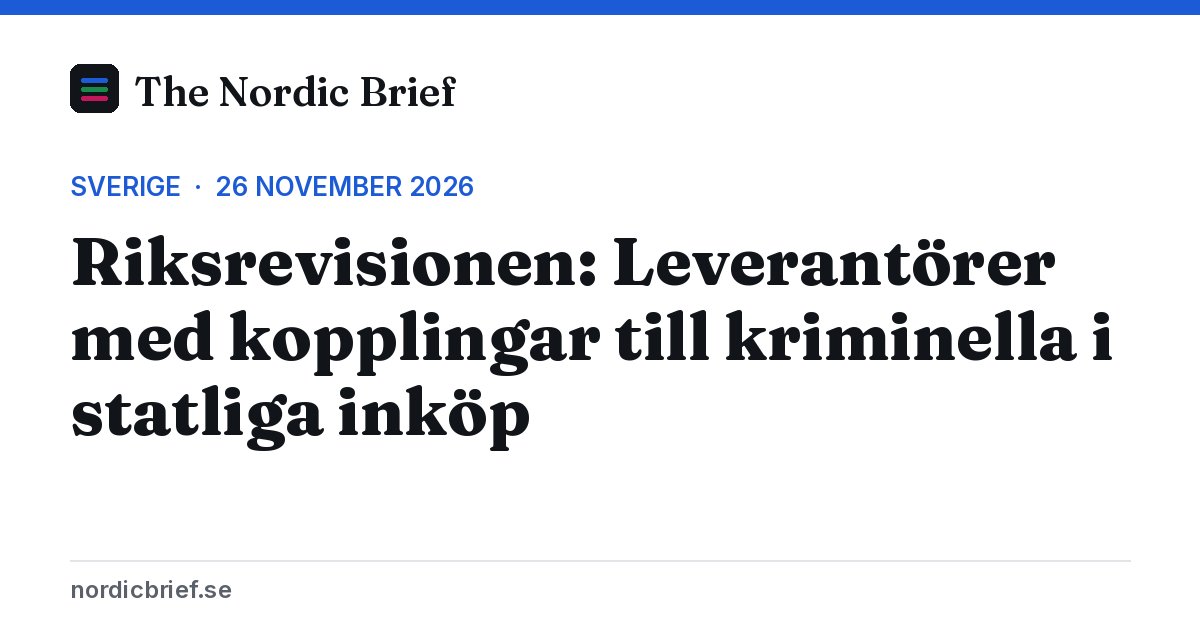 The Nordic Brief
SVERIGE · 26 NOVEMBER 2026
Riksrevisionen: Leverantörer
med kopplingar till kriminella i
statliga inköp
nordicbrief.se